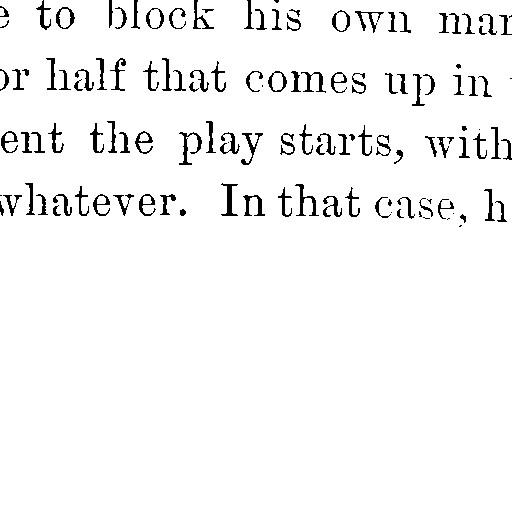 e to block his own mar
or half that comes up in
ent the play starts, with
whatever. In that case, h